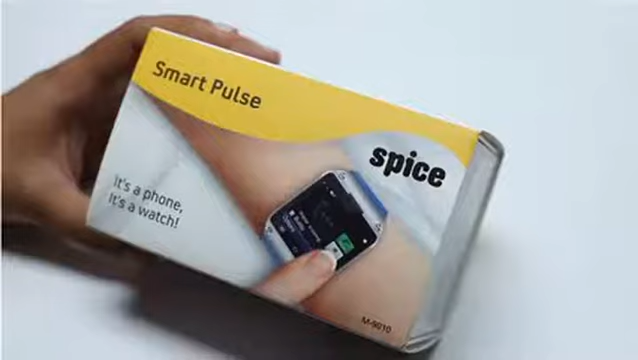 Smart Pulse
spice
It's a phone,
It's a watch!
M-9010